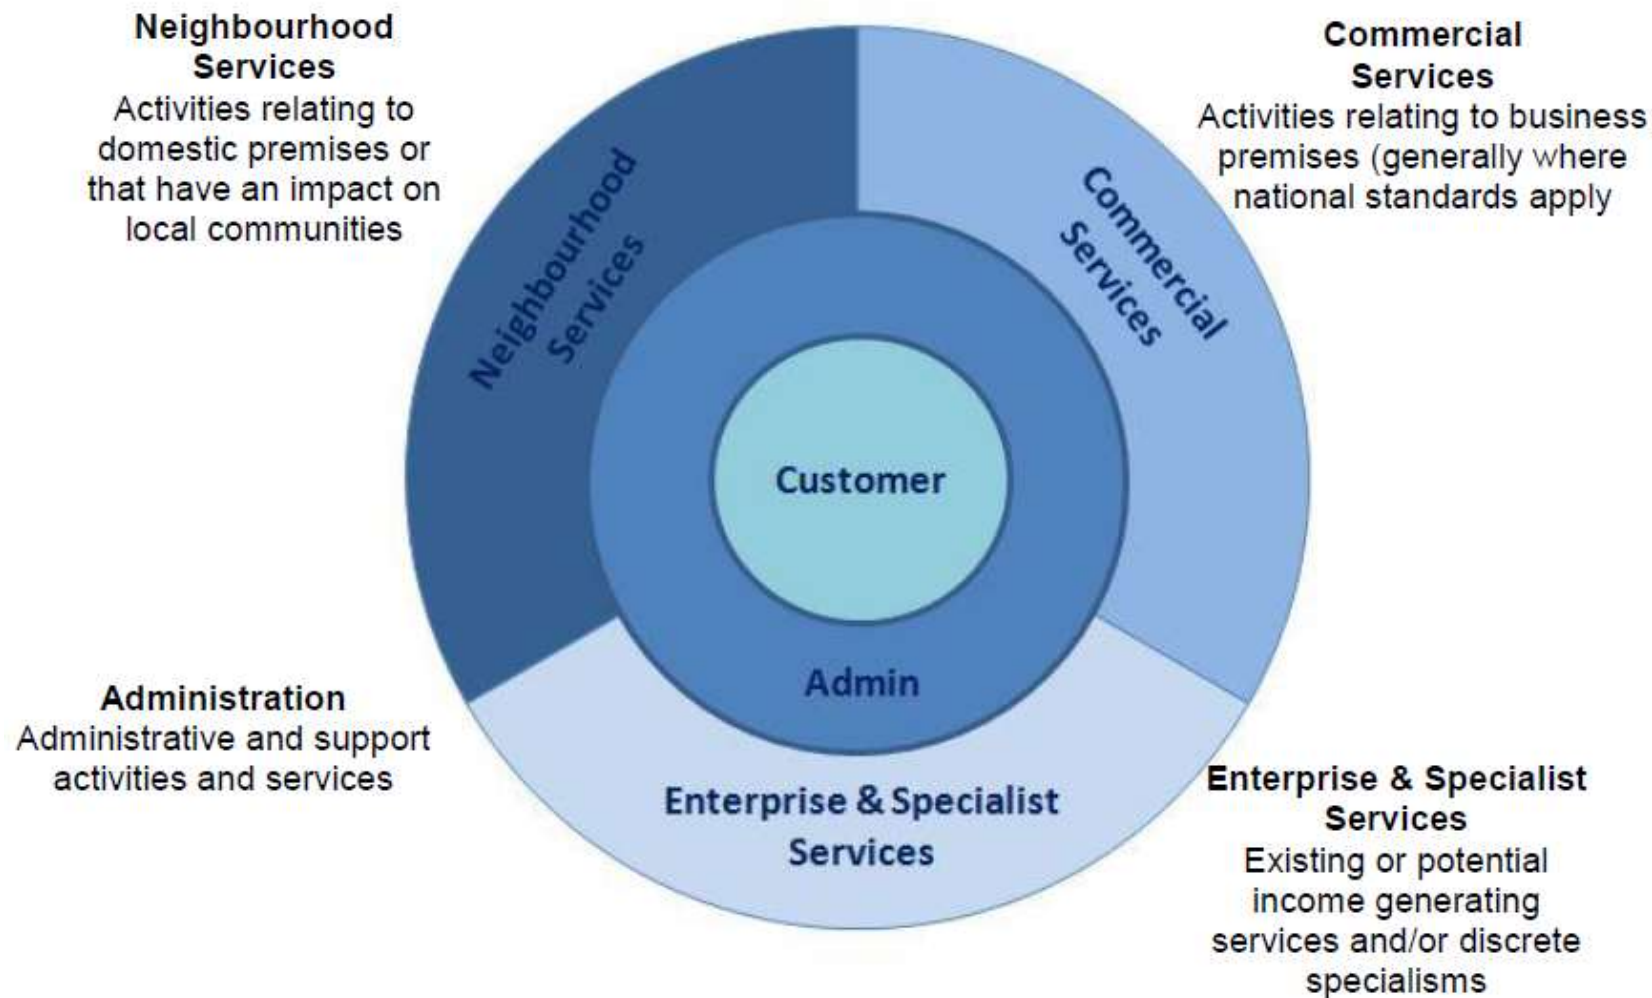 Neighbourhood
Services
Activities relating to
domestic premises or
that have an impact on
local communities
Commercial
Services
Activities relating to business
premises (generally where
national standards apply
Neighbourhood
Services
Commercial
Services
Customer
Admin
Enterprise & Specialist
Services
Administration
Administrative and support
activities and services
Enterprise & Specialist
Services
Existing or potential
income generating
services and/or discrete
specialisms